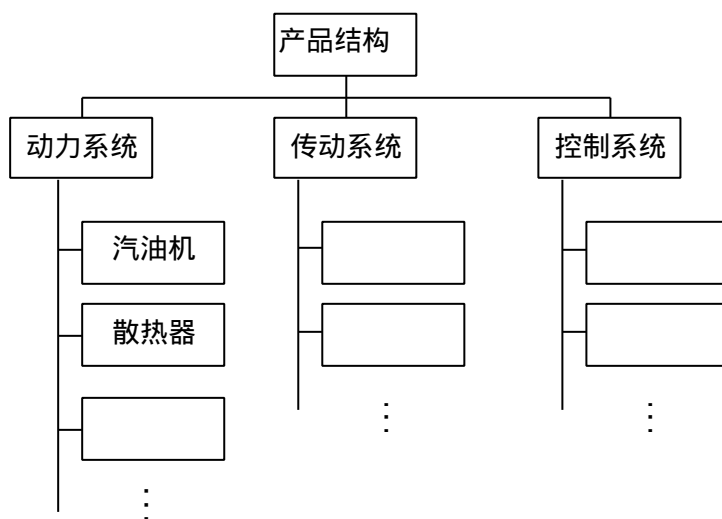 产品结构
动力系统
传动系统
控制系统
汽油机
散热器